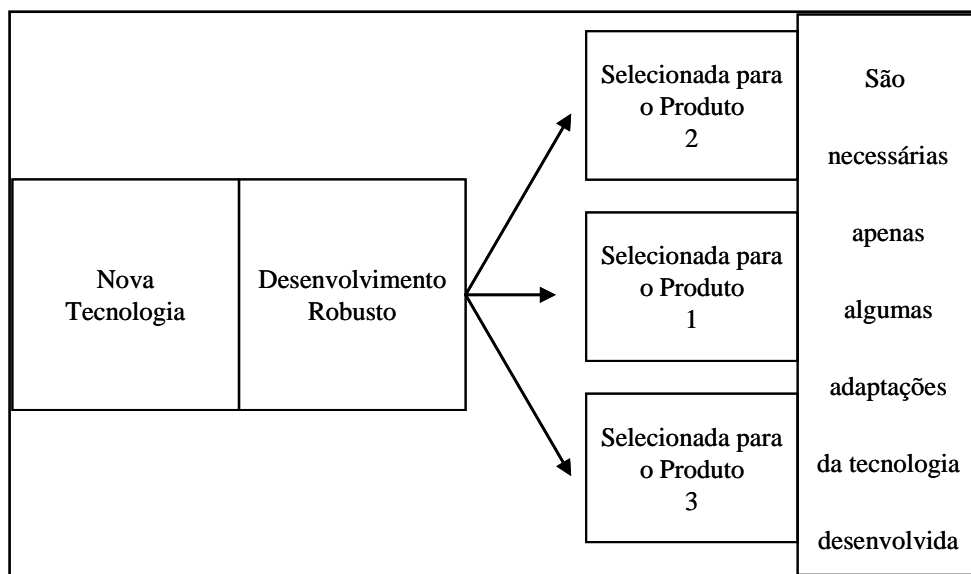 Nova
Tecnologia
Desenvolvimento
Robusto
Selecionada para
o Produto
2
Selecionada para
o Produto
1
Selecionada para
o Produto
3
São
necessárias
apenas
algumas
adaptações
da tecnologia
desenvolvida